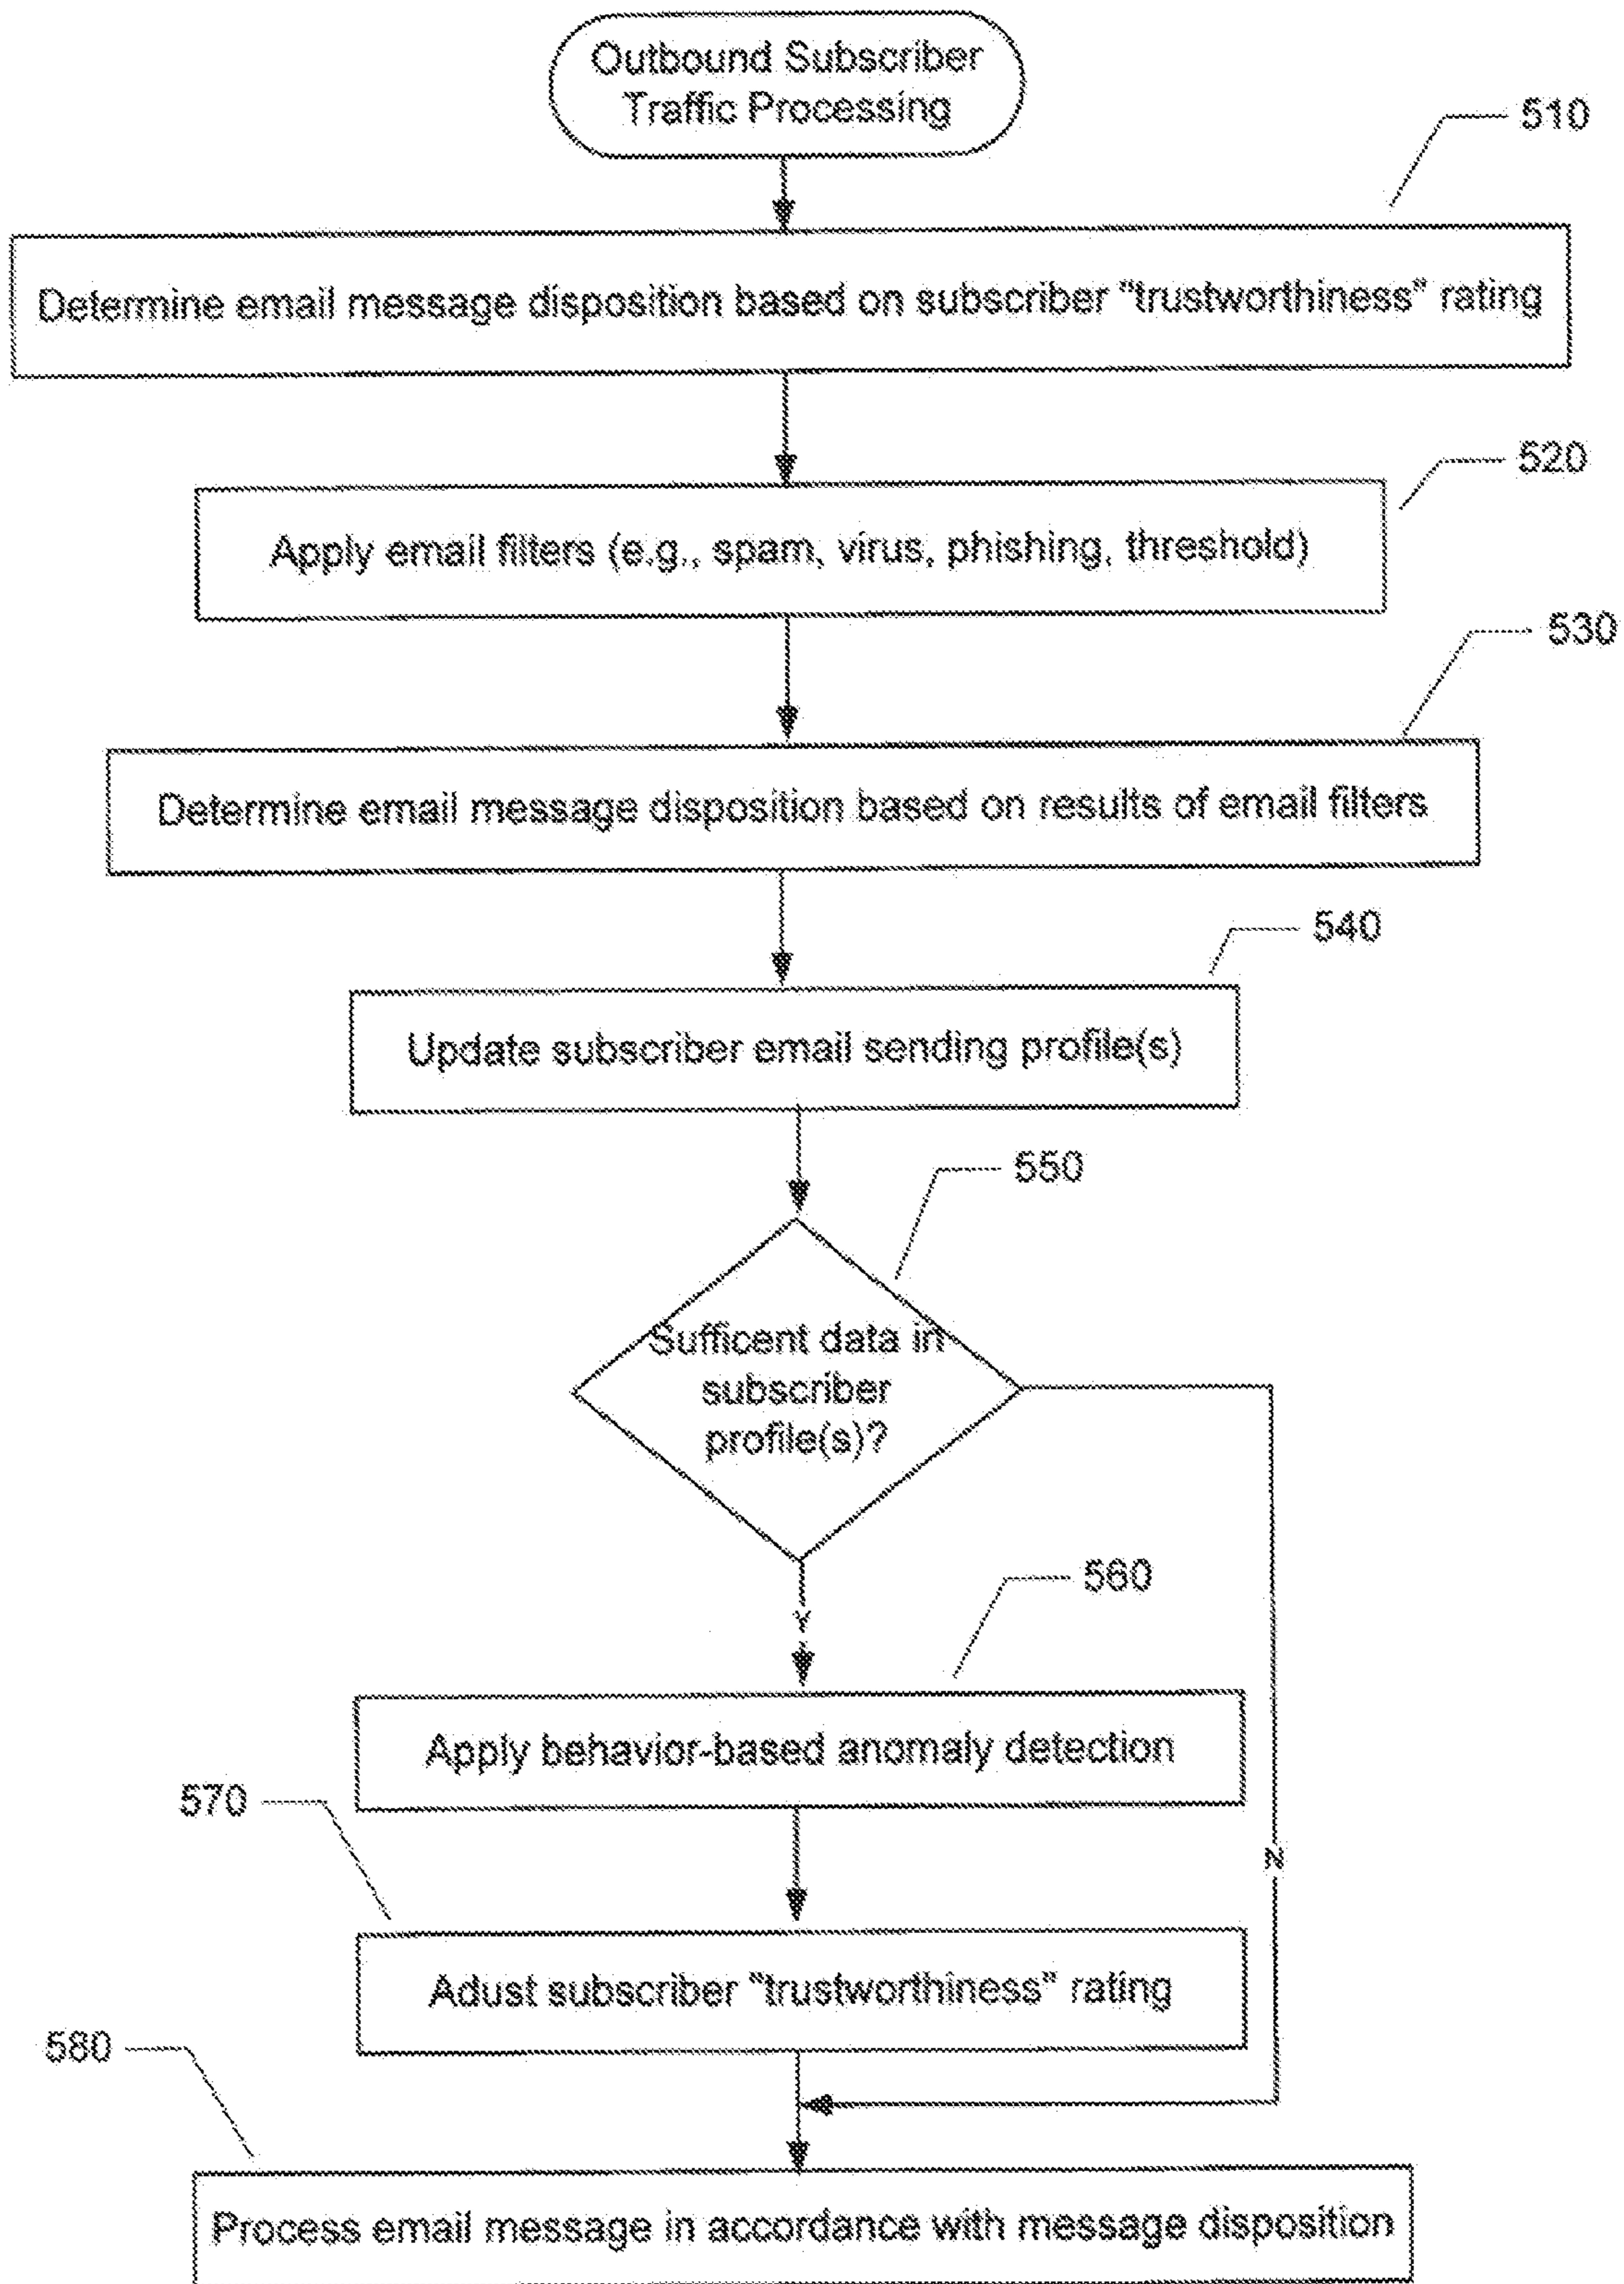 Outbound Subscriber
Traffic Processing
510
Determine email message disposition based on subscriber "trustworthiness" rating
520
Apply email filters (e.g., spam, virus, phishing, threshold)
530
Determine email message disposition based on results of email filters
540
Update subscriber email sending profile(s)
550
Sufficent data in
subscriber
profile(s)?
Y
560
Apply behavior-based anomaly detection
570
N
Adust subscriber "trustworthiness" rating
580
Process email message in accordance with message disposition